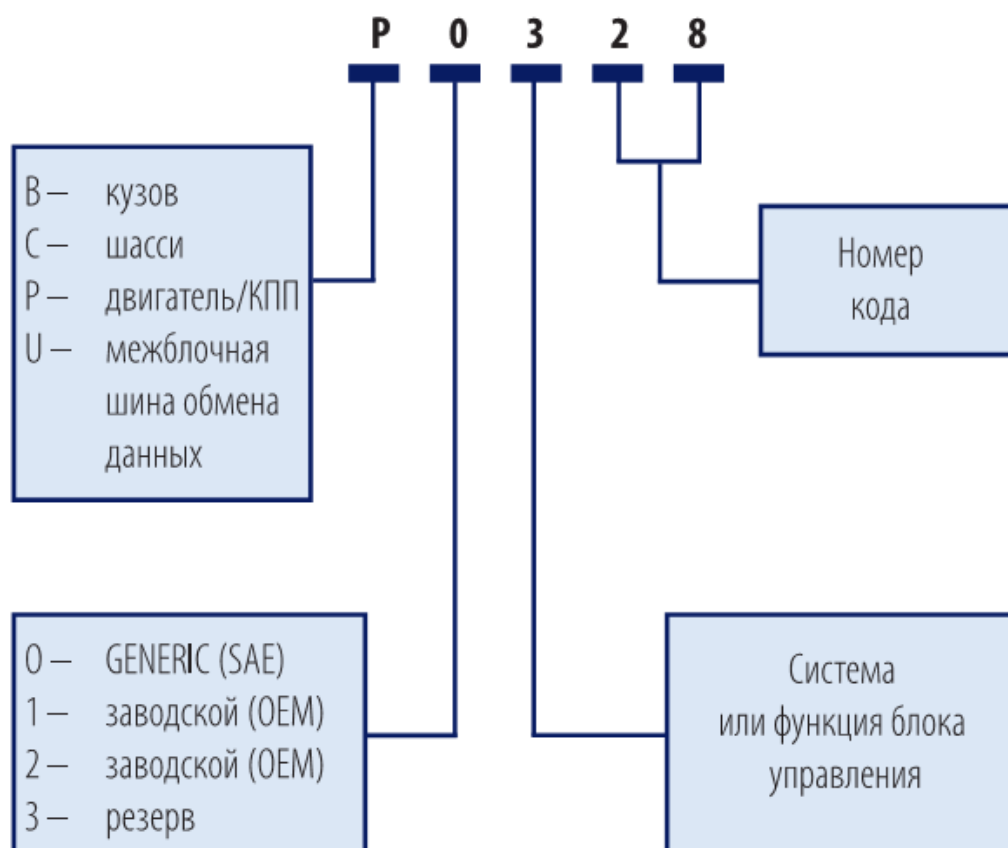 P 0 3 2 8
B – кузов
C – шасси
P – двигатель/КПП
U – межблочная
шина обмена
данных
Номер
кода
0 – GENERIC (SAE)
1 – заводской (OEM)
2 – заводской (OEM)
3 – резерв
Система
или функция блока
управления